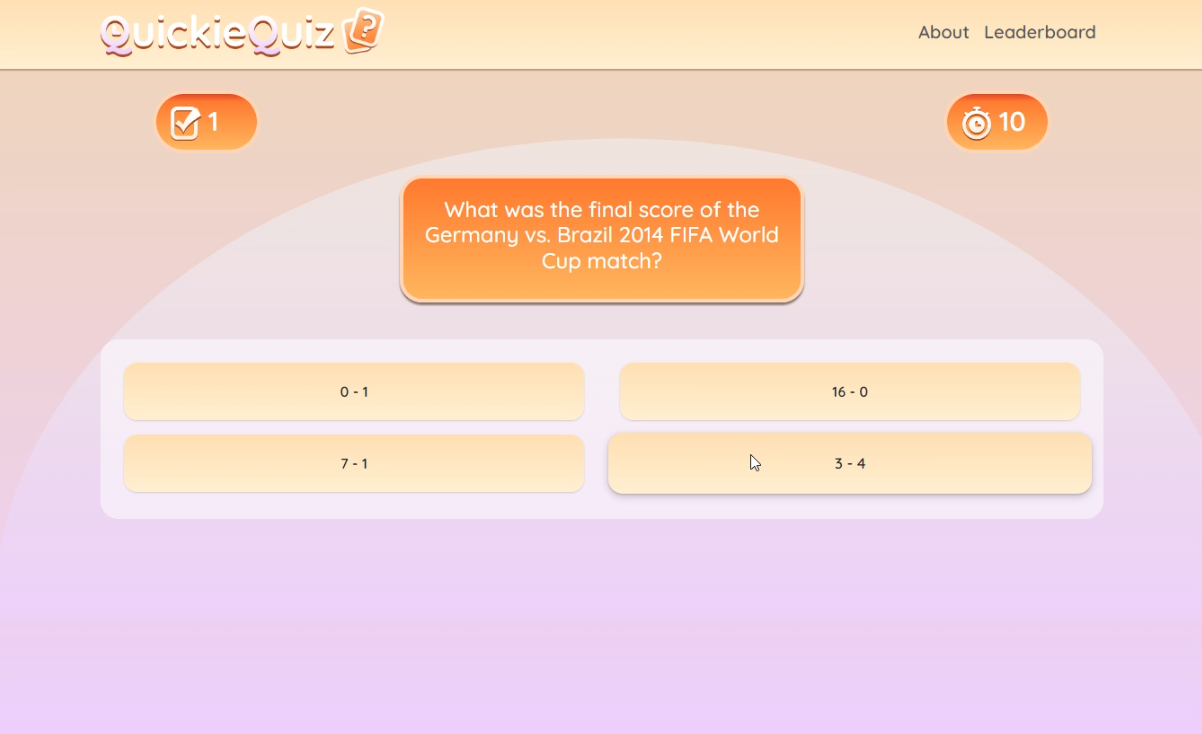 QuickieQuiz ?
About Leaderboard
1
10
What was the final score of the
Germany vs. Brazil 2014 FIFA World
Cup match?
0 - 1
16 - 0
7 - 1
3 - 4